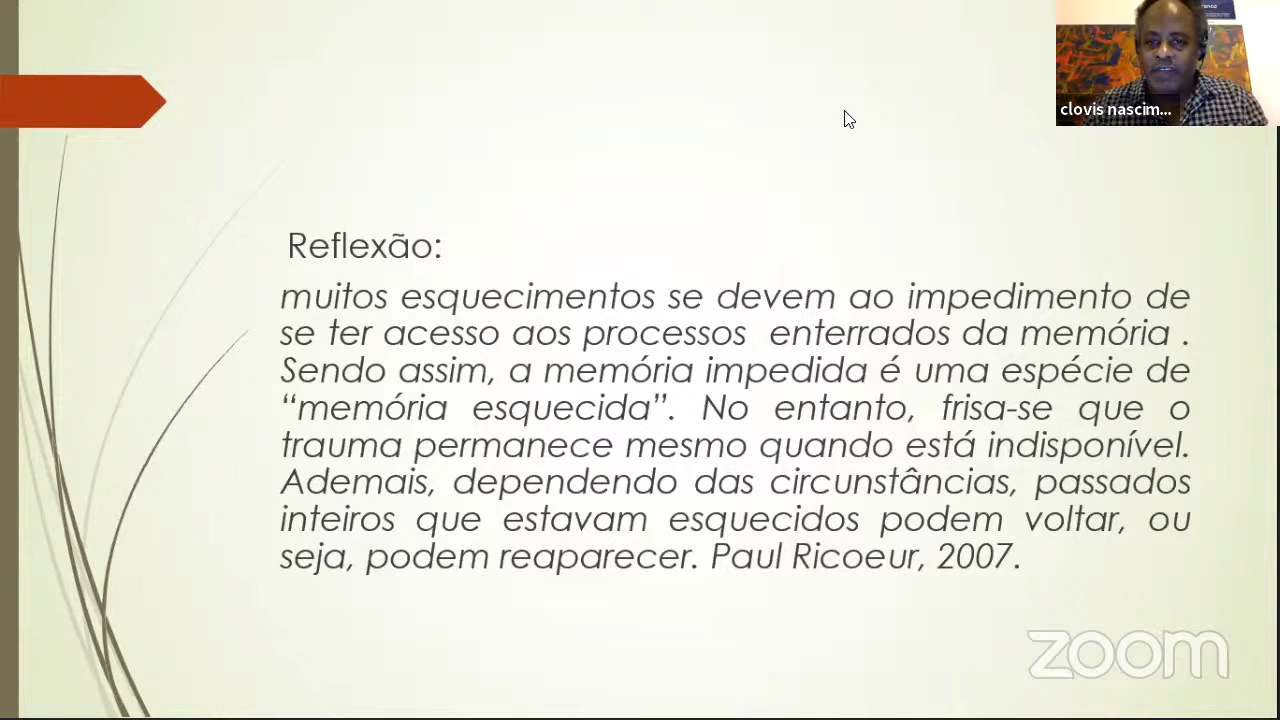 clovis nascim...
Reflexão:
muitos esquecimentos se devem ao impedimento de
se ter acesso aos processos enterrados da memória .
Sendo assim, a memória impedida é uma espécie de
“memória esquecida”. No entanto, frisa-se que o
trauma permanece mesmo quando está indisponível.
Ademais, dependendo das circunstâncias, passados
inteiros que estavam esquecidos podem voltar, ou
seja, podem reaparecer. Paul Ricoeur, 2007.
zoom